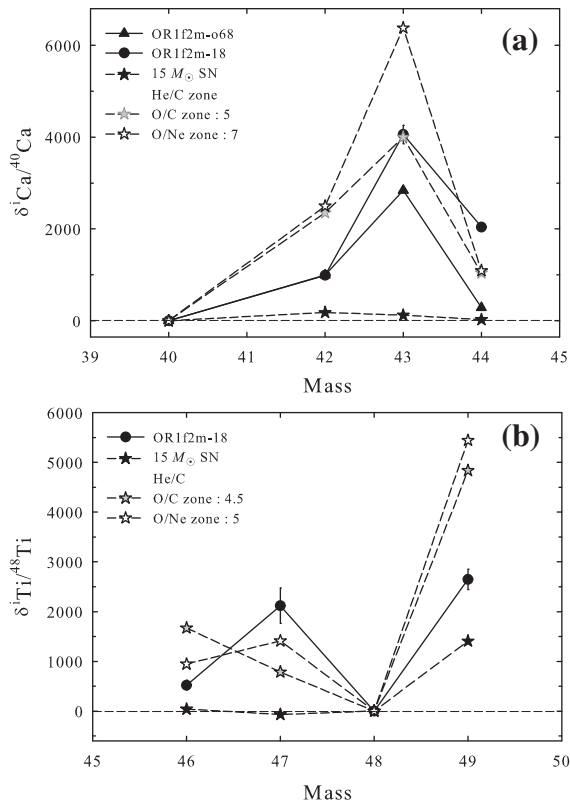 (a)
OR1f2m-o68
OR1f2m-18
15 M☉ SN
He/C zone
O/C zone : 5
O/Ne zone : 7
δⁱCa/⁴⁰Ca
6000
4000
2000
0
39 40 41 42 43 44 45
Mass
(b)
OR1f2m-18
15 M☉ SN
He/C
O/C zone : 4.5
O/Ne zone : 5
δⁱTi/⁴⁸Ti
6000
5000
4000
3000
2000
1000
0
45 46 47 48 49 50
Mass